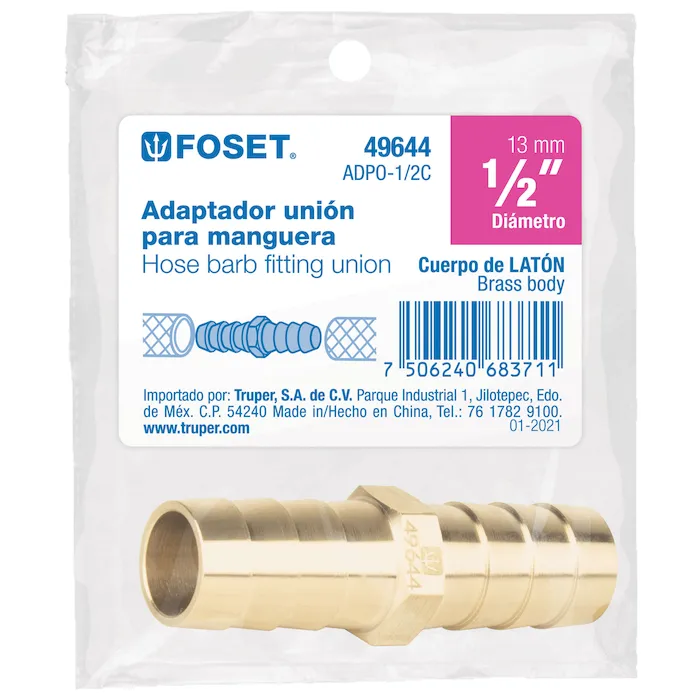 FOSET®
49644
ADPO-1/2C
13 mm
1/2"
Diámetro
Adaptador unión
para manguera
Hose barb fitting union
Cuerpo de LATÓN
Brass body
7 506240 683711
Importado por: Truper, S.A. de C.V. Parque Industrial 1, Jilotepec, Edo.
de Méx. C.P. 54240 Made in/Hecho en China, Tel.: 76 1782 9100.
www.truper.com
01-2021
49644